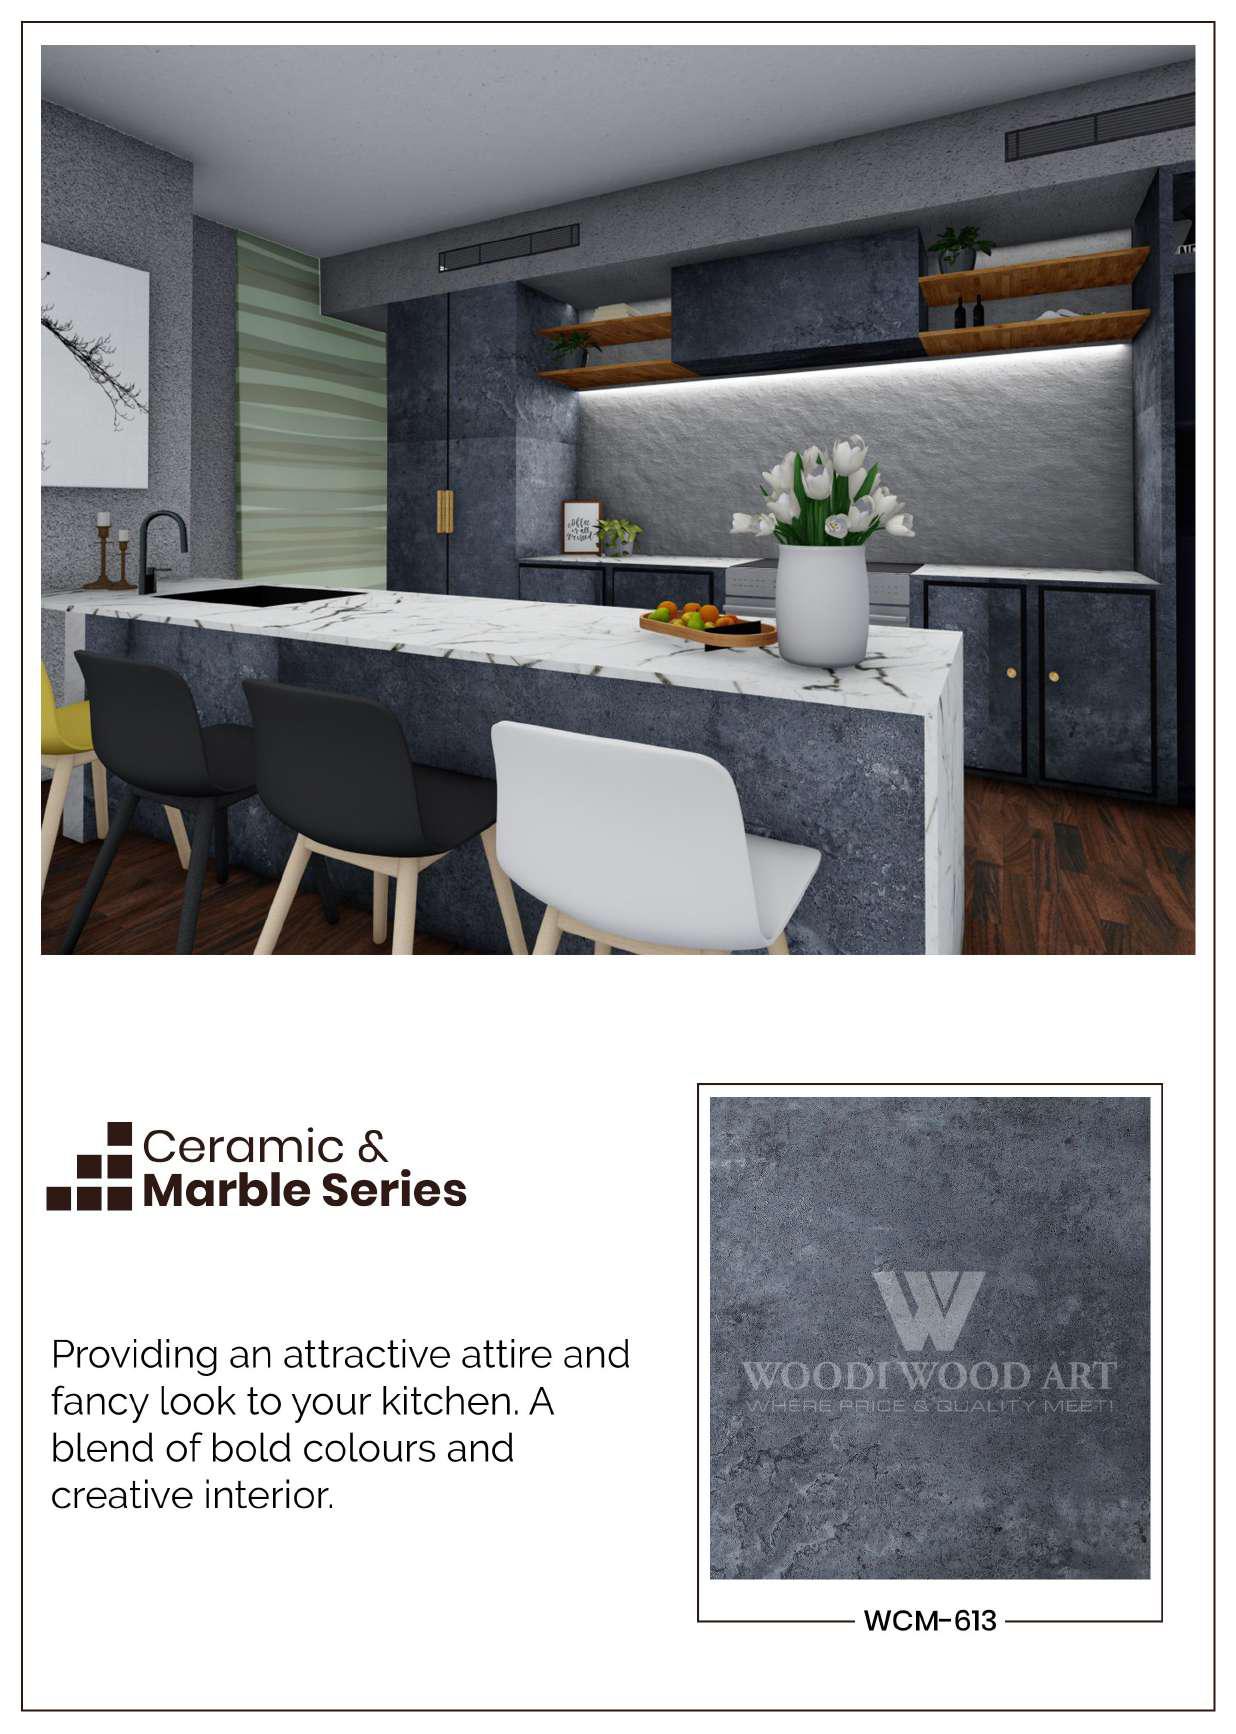 Ceramic &
Marble Series
Providing an attractive attire and
fancy look to your kitchen. A
blend of bold colours and
creative interior.
W
WOODI WOOD ART
WHERE PRICE & QUALITY MEET!
WCM-613